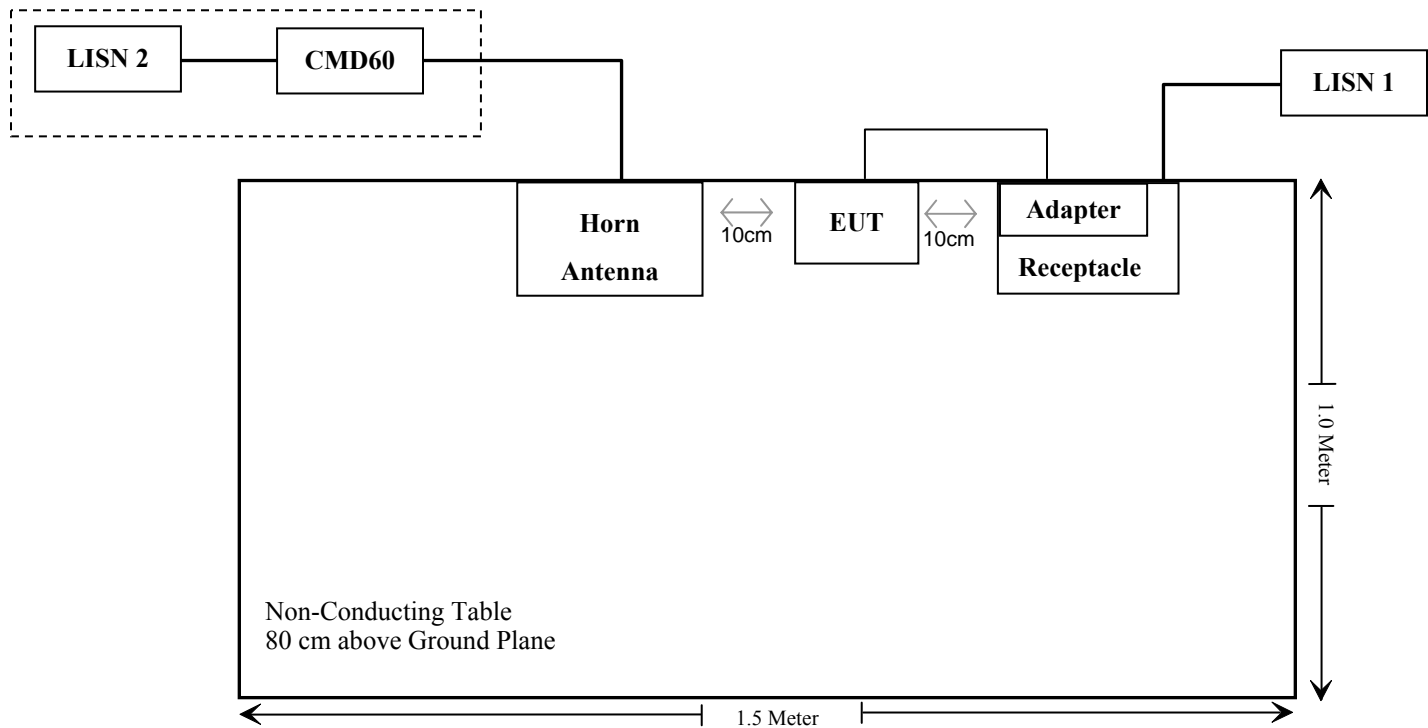 LISN 2
CMD60
LISN 1
Horn
Antenna
10cm
EUT
10cm
Adapter
Receptacle
1.0 Meter
Non-Conducting Table
80 cm above Ground Plane
1.5 Meter